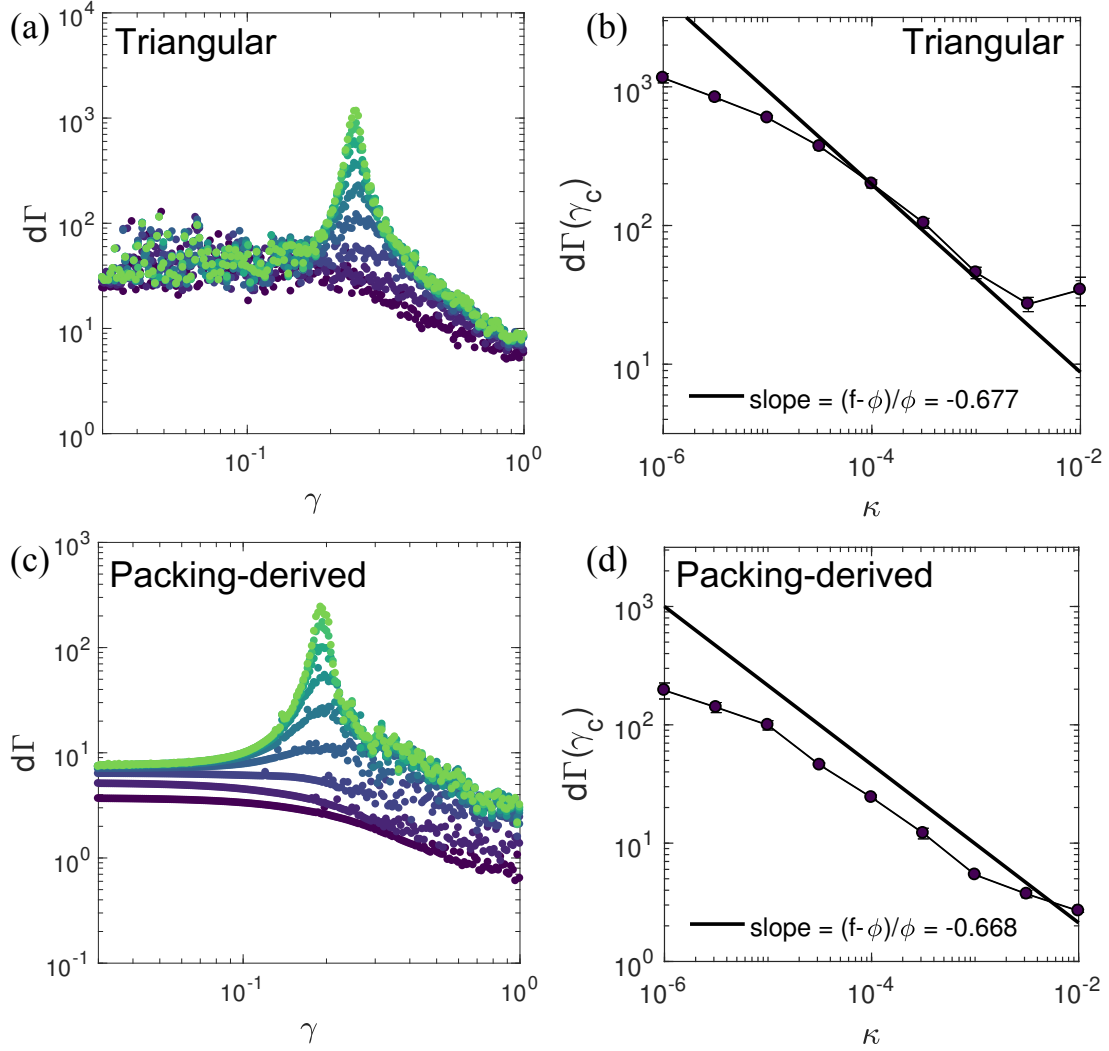 (a)
Triangular
10^4
10^3
10^2
10^1
10^0
dΓ
10^-1
10^0
γ
(b)
Triangular
10^3
10^2
10^1
dΓ(γ_c)
slope = (f-ϕ)/ϕ = -0.677
10^-6
10^-4
10^-2
κ
(c)
Packing-derived
10^3
10^2
10^1
10^0
10^-1
dΓ
10^-1
10^0
γ
(d)
Packing-derived
10^3
10^2
10^1
10^0
dΓ(γ_c)
slope = (f-ϕ)/ϕ = -0.668
10^-6
10^-4
10^-2
κ